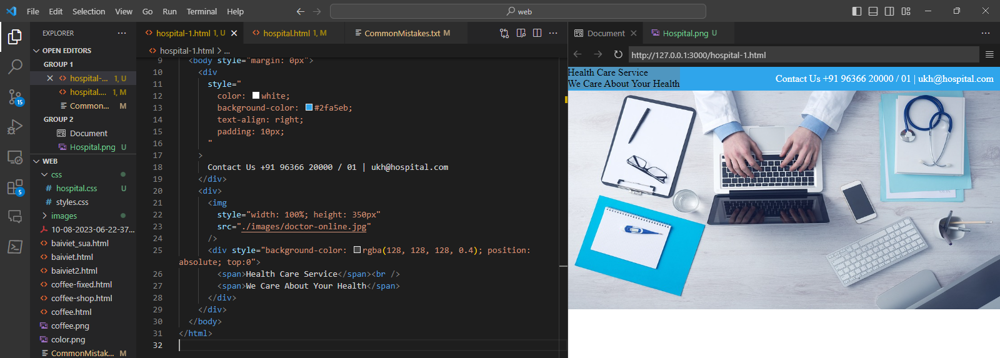 File Edit Selection View Go Run Terminal Help
web
EXPLORER
OPEN EDITORS
GROUP 1
hospital-... 1, U
hospital.... 1, M
Common... M
GROUP 2
Document
Hospital.png U
WEB
css
hospital.css U
styles.css
images
10-08-2023-06-22-37...
baiviet_sua.html
baiviet.html
baiviet2.html
coffee-fixed.html
coffee-shop.html
coffee.html
coffee.png
color.png
CommonMistak... M
15
5
hospital-1.html 1, U
hospital.html 1, M
CommonMistakes.txt M
hospital-1.html > ...
9 <body style="margin: 0px">
10 <div
11 style="
12 color: white;
13 background-color: #2fa5eb;
14 text-align: right;
15 padding: 10px;
16 "
17 >
18 Contact Us +91 96366 20000 / 01 | ukh@hospital.com
19 </div>
20 <div>
21 <img
22 style="width: 100%; height: 350px"
23 src="./images/doctor-online.jpg"
24 />
25 <div style="background-color: rgba(128, 128, 128, 0.4); position:
absolute; top:0">
26 <span>Health Care Service</span><br />
27 <span>We Care About Your Health</span>
28 </div>
29 </div>
30 </body>
31 </html>
32
Document
Hospital.png U
http://127.0.0.1:3000/hospital-1.html
Health Care Service
We Care About Your Health
Contact Us +91 96366 20000 / 01 | ukh@hospital.com